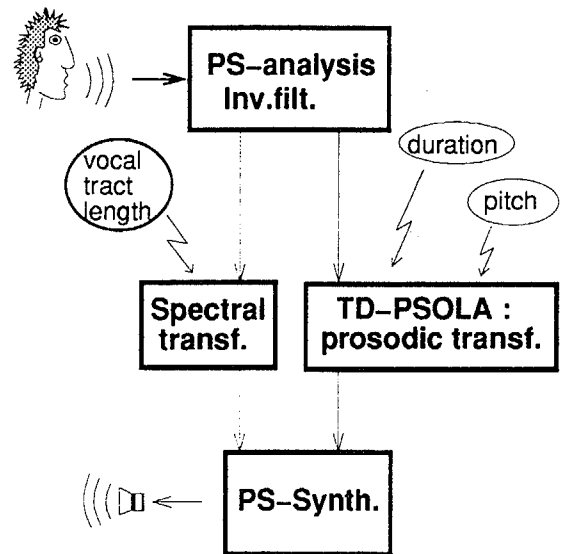 PS–analysis
Inv.filt.
duration
vocal
tract
length
pitch
Spectral
transf.
TD–PSOLA :
prosodic transf.
PS–Synth.